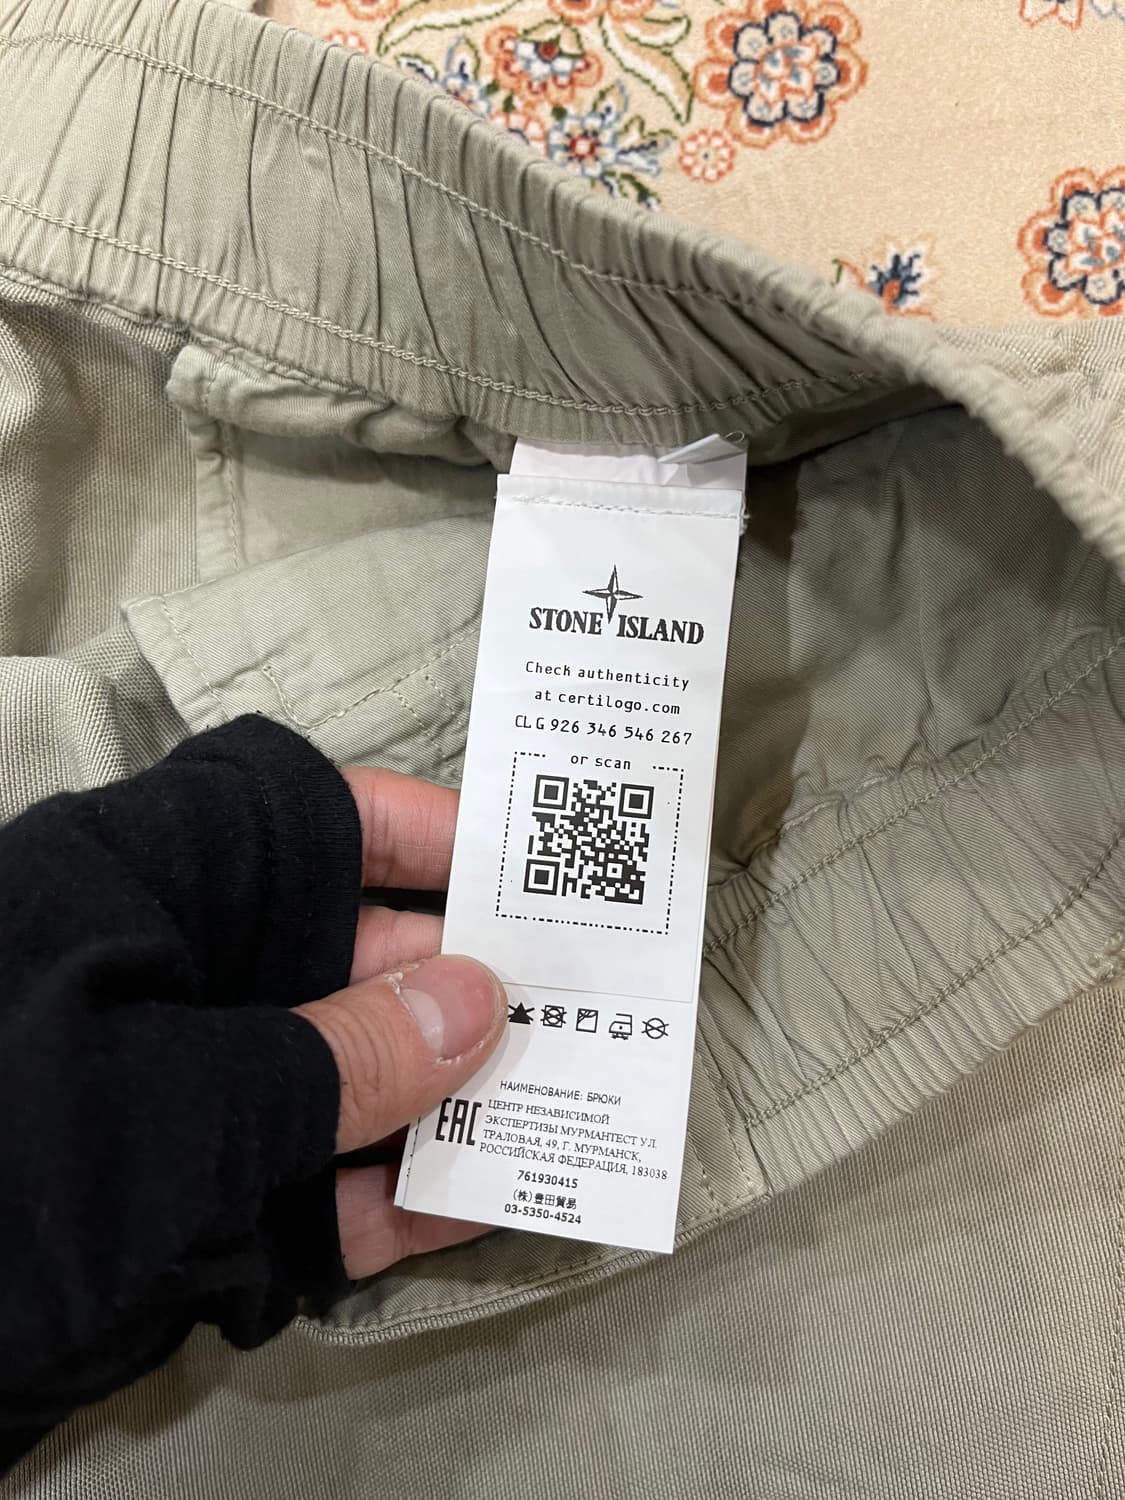 STONE ISLAND
Check authenticity
at certilogo.com
CLG 926 346 546 267
or scan
НАИМЕНОВАНИЕ: БРЮКИ
EAC
ЦЕНТР НЕЗАВИСИМОЙ
ЭКСПЕРТИЗЫ МУРМАНТЕСТ УЛ.
ТРАЛОВАЯ, 49, Г. МУРМАНСК,
РОССИЙСКАЯ ФЕДЕРАЦИЯ, 183038
761930415
(株)豊田貿易
03-5350-4524